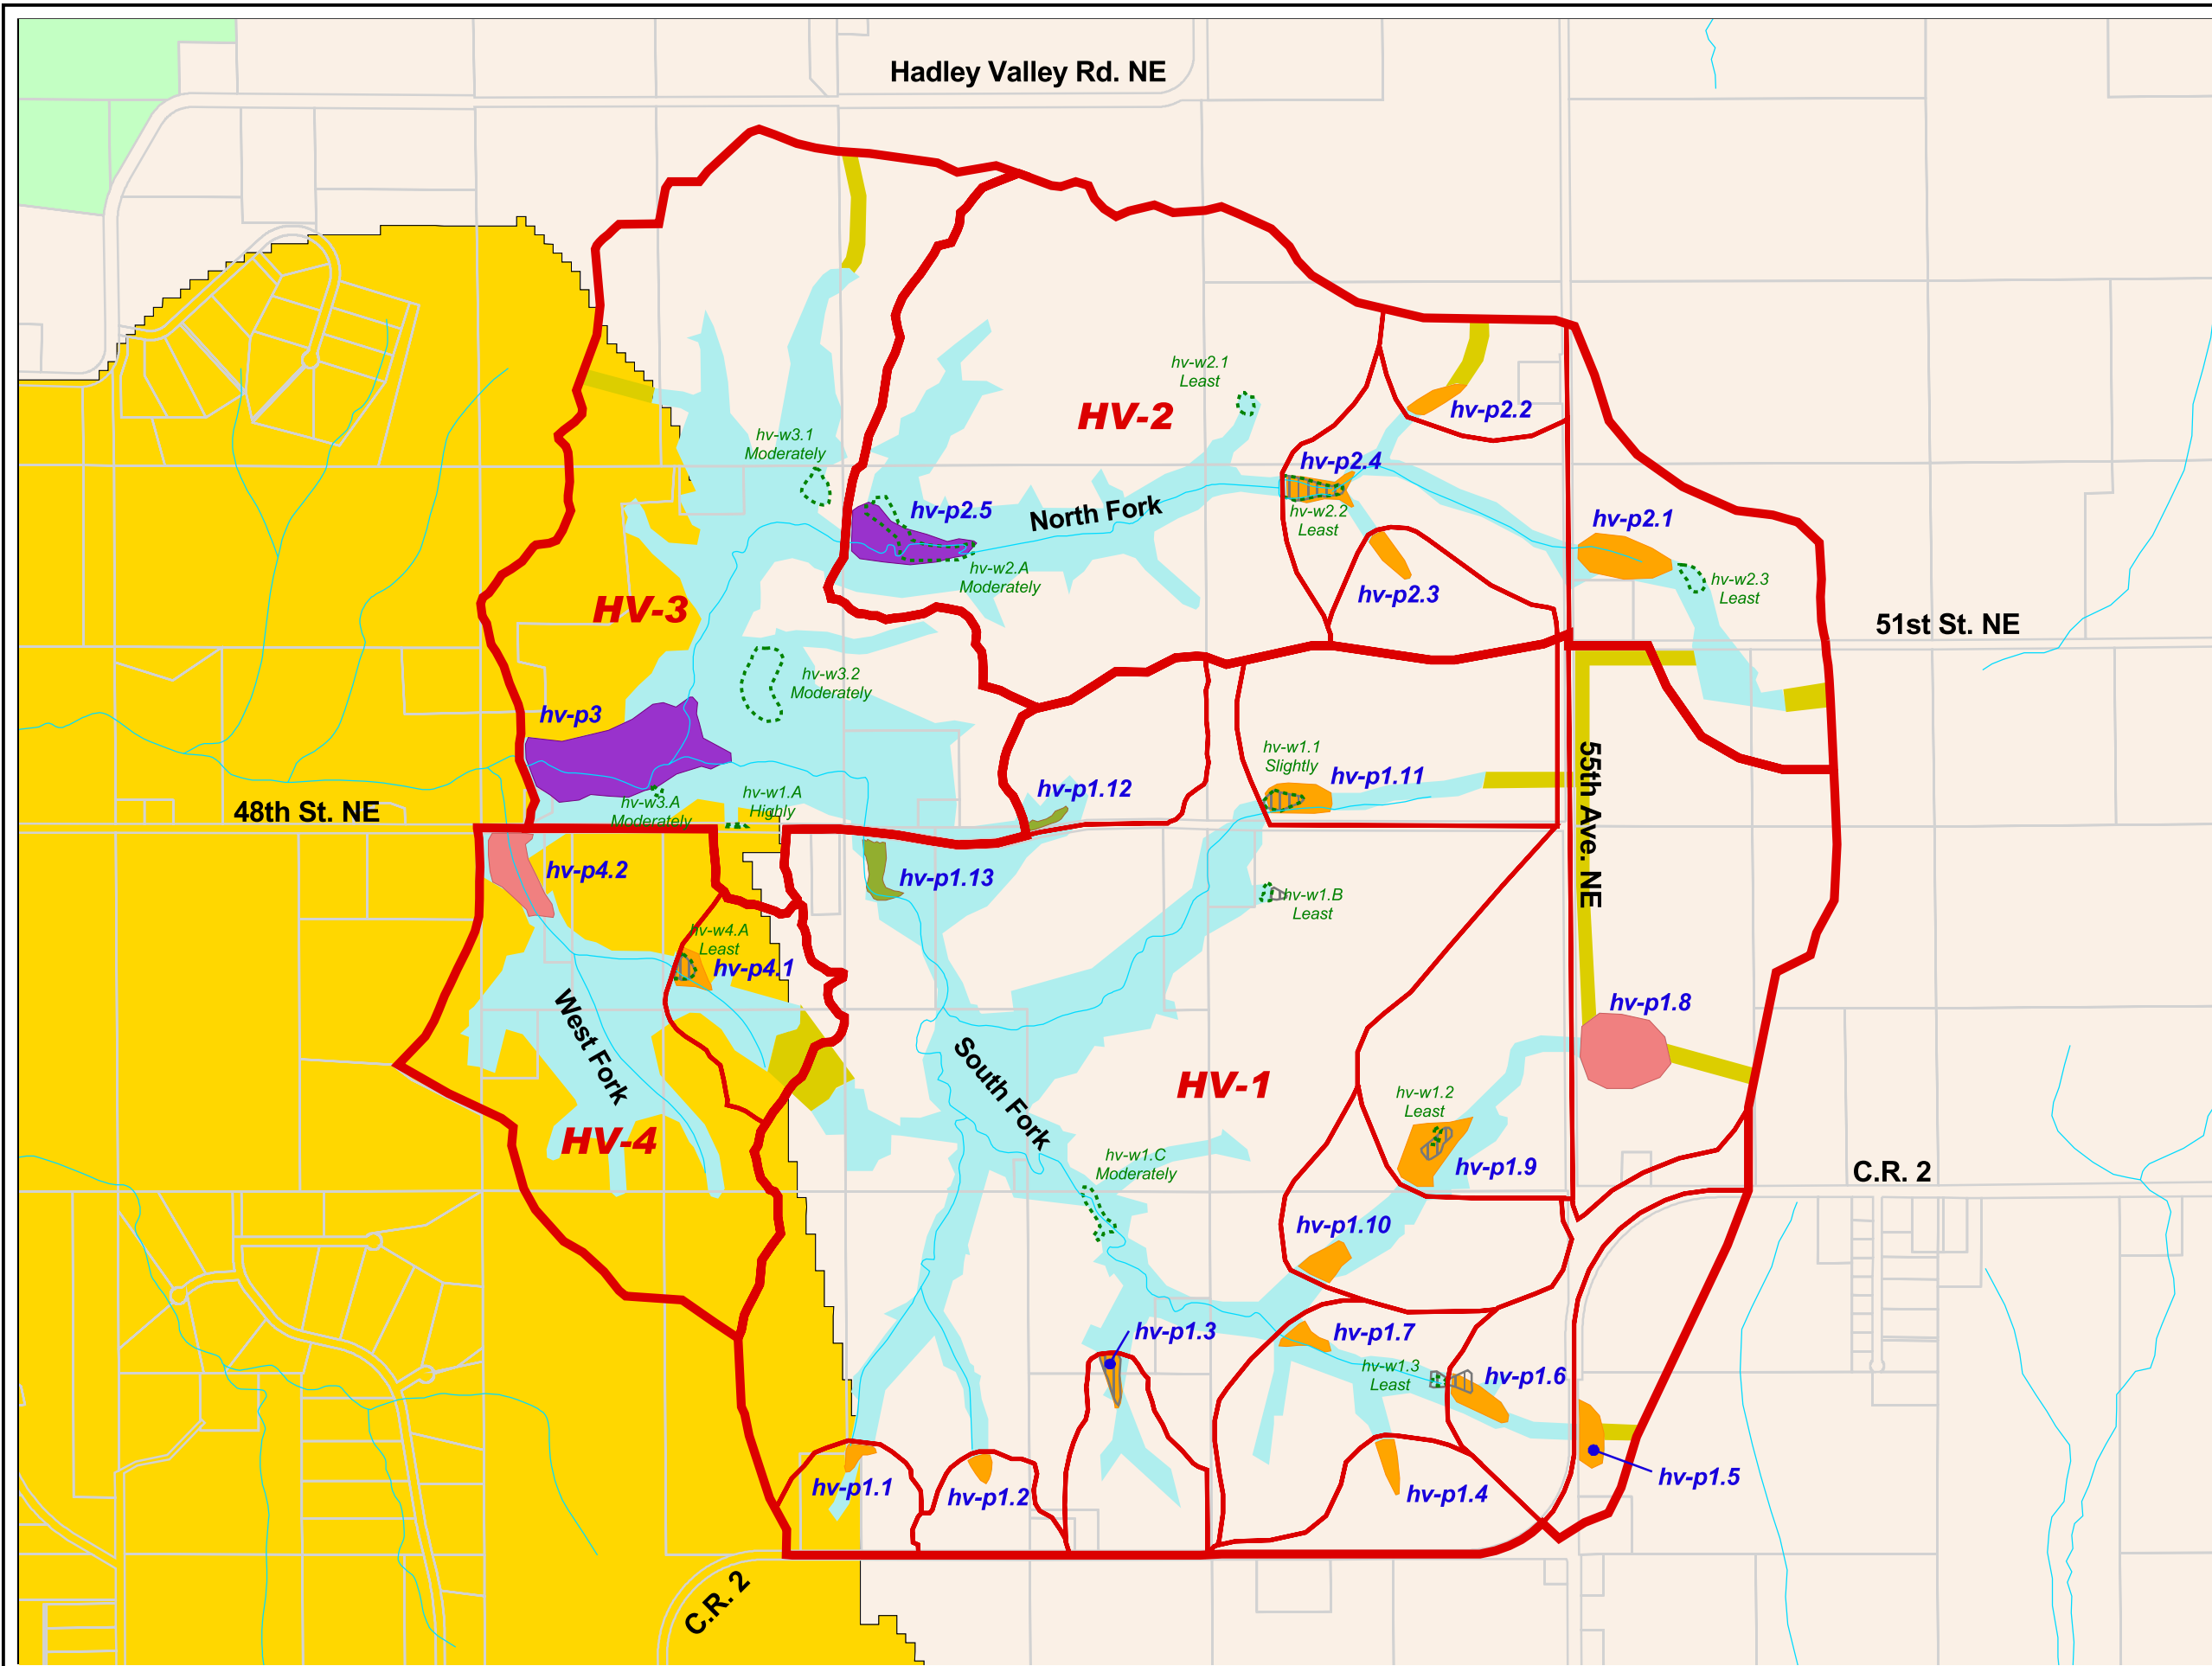 Hadley Valley Rd. NE
hv-w2.1
Least
HV-2
hv-p2.2
hv-w3.1
Moderately
hv-p2.4
hv-p2.5
North Fork
hv-w2.2
Least
hv-p2.1
hv-w2.A
Moderately
hv-p2.3
hv-w2.3
Least
HV-3
51st St. NE
hv-w3.2
Moderately
hv-p3
hv-w1.1
Slightly
hv-p1.11
55th Ave. NE
hv-p1.12
hv-w3.A
Moderately
hv-w1.A
Highly
48th St. NE
hv-p4.2
hv-p1.13
hv-w1.B
Least
hv-w4.A
Least
hv-p4.1
hv-p1.8
West Fork
South Fork
HV-1
hv-w1.2
Least
HV-4
hv-p1.9
hv-w1.C
Moderately
C.R. 2
hv-p1.10
hv-p1.3
hv-p1.7
hv-w1.3
Least
hv-p1.6
hv-p1.1
hv-p1.2
hv-p1.4
hv-p1.5
C.R. 2